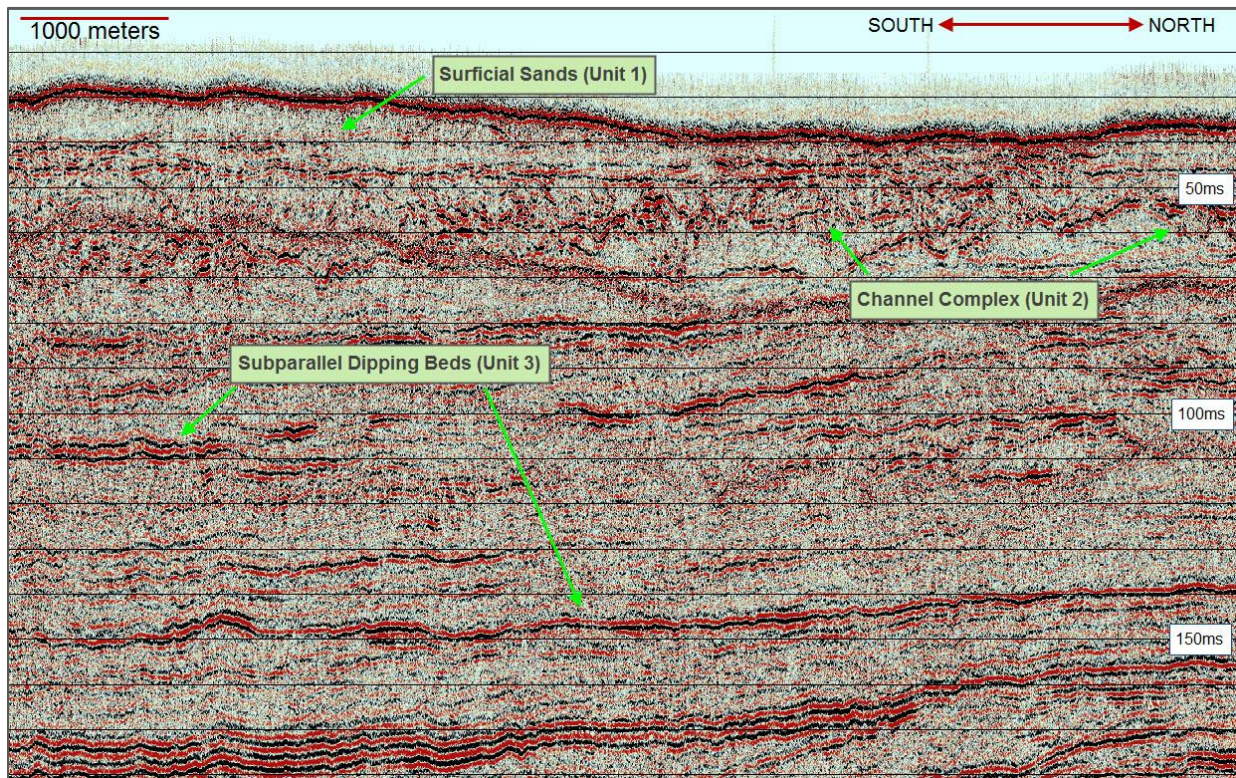 1000 meters
SOUTH NORTH
Surficial Sands (Unit 1)
50ms
Channel Complex (Unit 2)
Subparallel Dipping Beds (Unit 3)
100ms
150ms